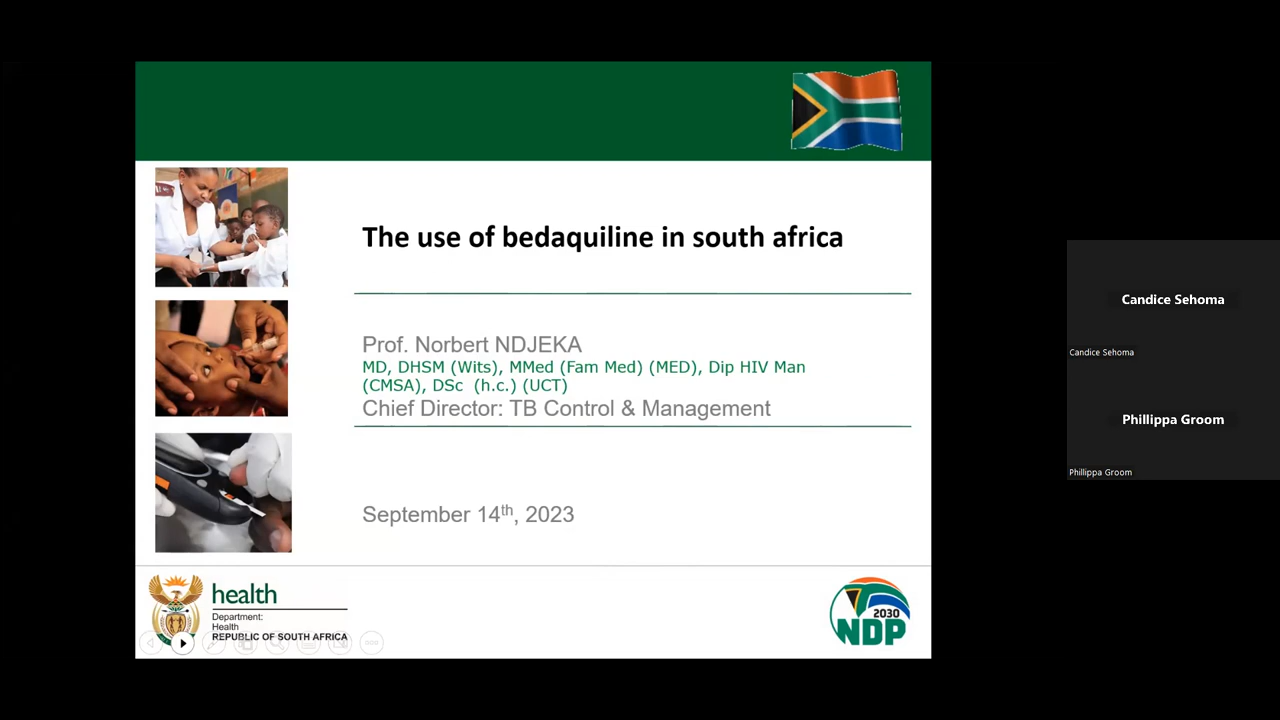 The use of bedaquiline in south africa
Prof. Norbert NDJEKA
MD, DHSM (Wits), MMed (Fam Med) (MED), Dip HIV Man
(CMSA), DSc (h.c.) (UCT)
Chief Director: TB Control & Management
September 14th, 2023
health
Department:
Health
REPUBLIC OF SOUTH AFRICA
2030
NDP
Candice Sehoma
Candice Sehoma
Phillippa Groom
Phillippa Groom